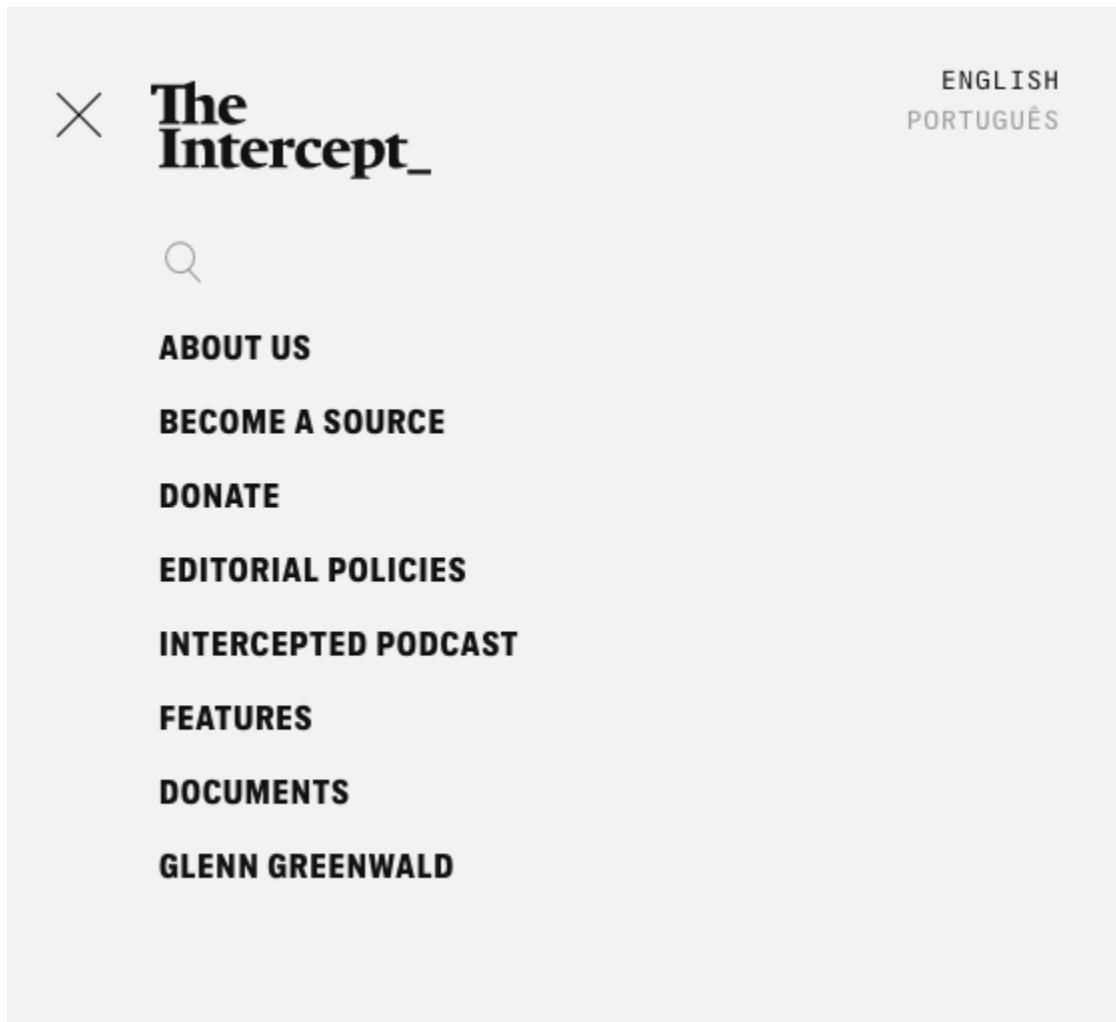 The
Intercept_
ENGLISH
PORTUGUÊS
ABOUT US
BECOME A SOURCE
DONATE
EDITORIAL POLICIES
INTERCEPTED PODCAST
FEATURES
DOCUMENTS
GLENN GREENWALD